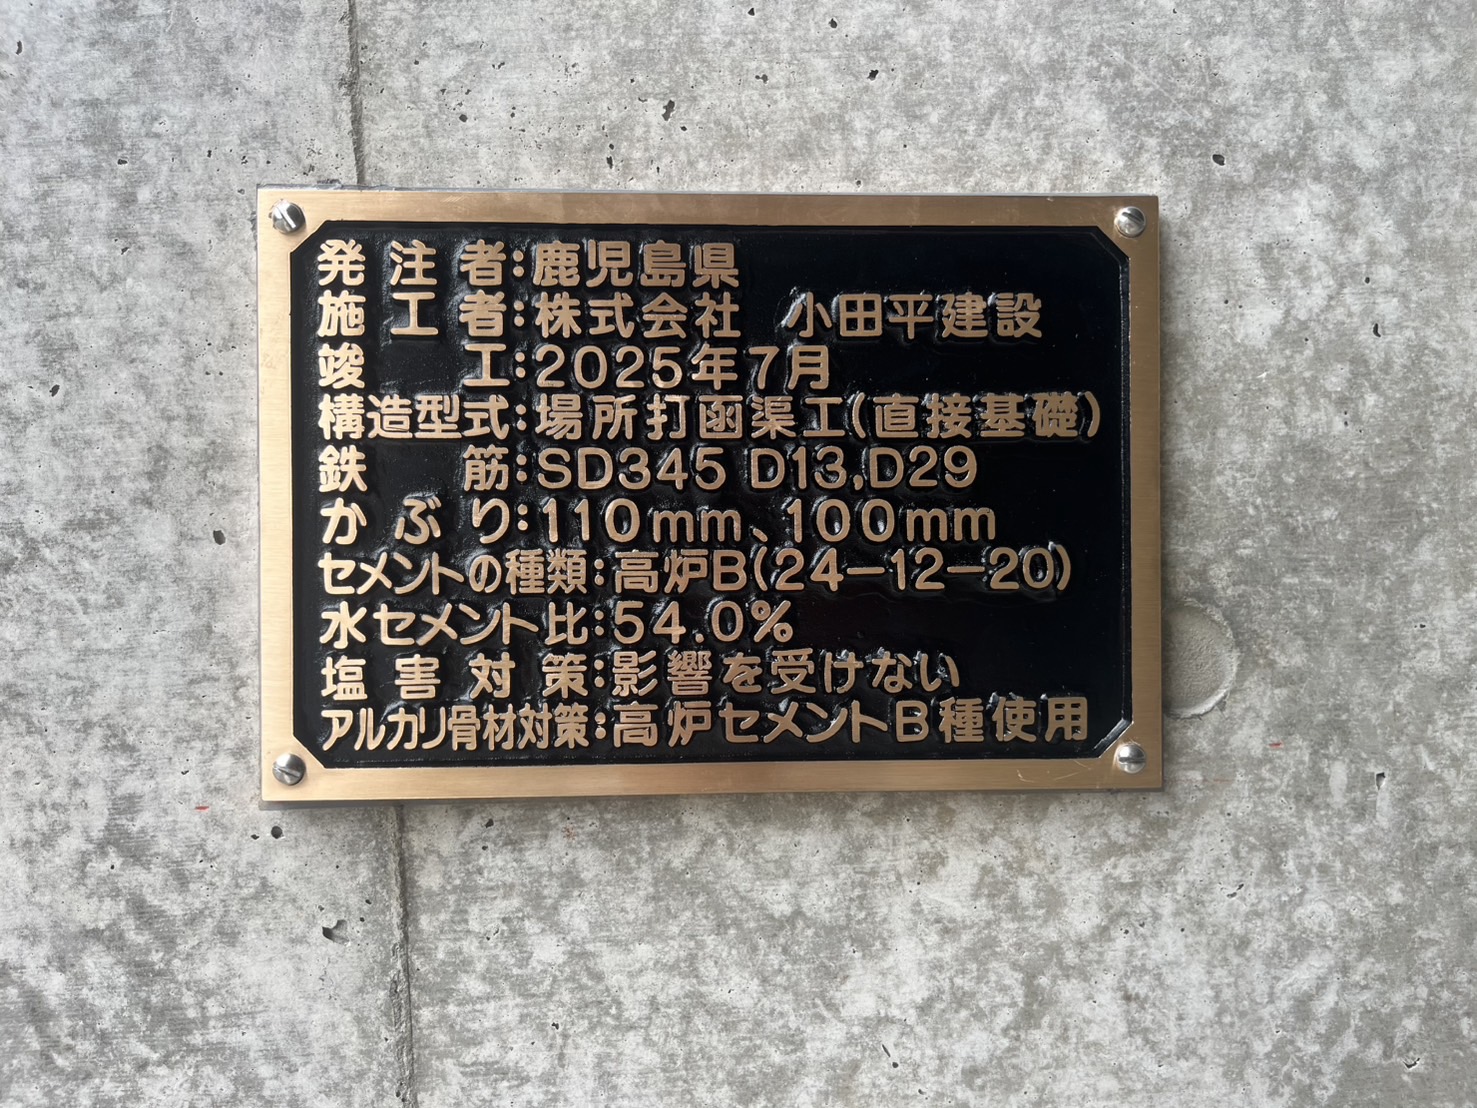 発注者:鹿児島県
施工者:株式会社　小田平建設
竣工:2025年7月
構造型式:場所打函渠工(直接基礎)
鉄筋:SD345 D13,D29
かぶり:110mm、100mm
セメントの種類:高炉B(24-12-20)
水セメント比:54.0%
塩害対策:影響を受けない
アルカリ骨材対策:高炉セメントB種使用